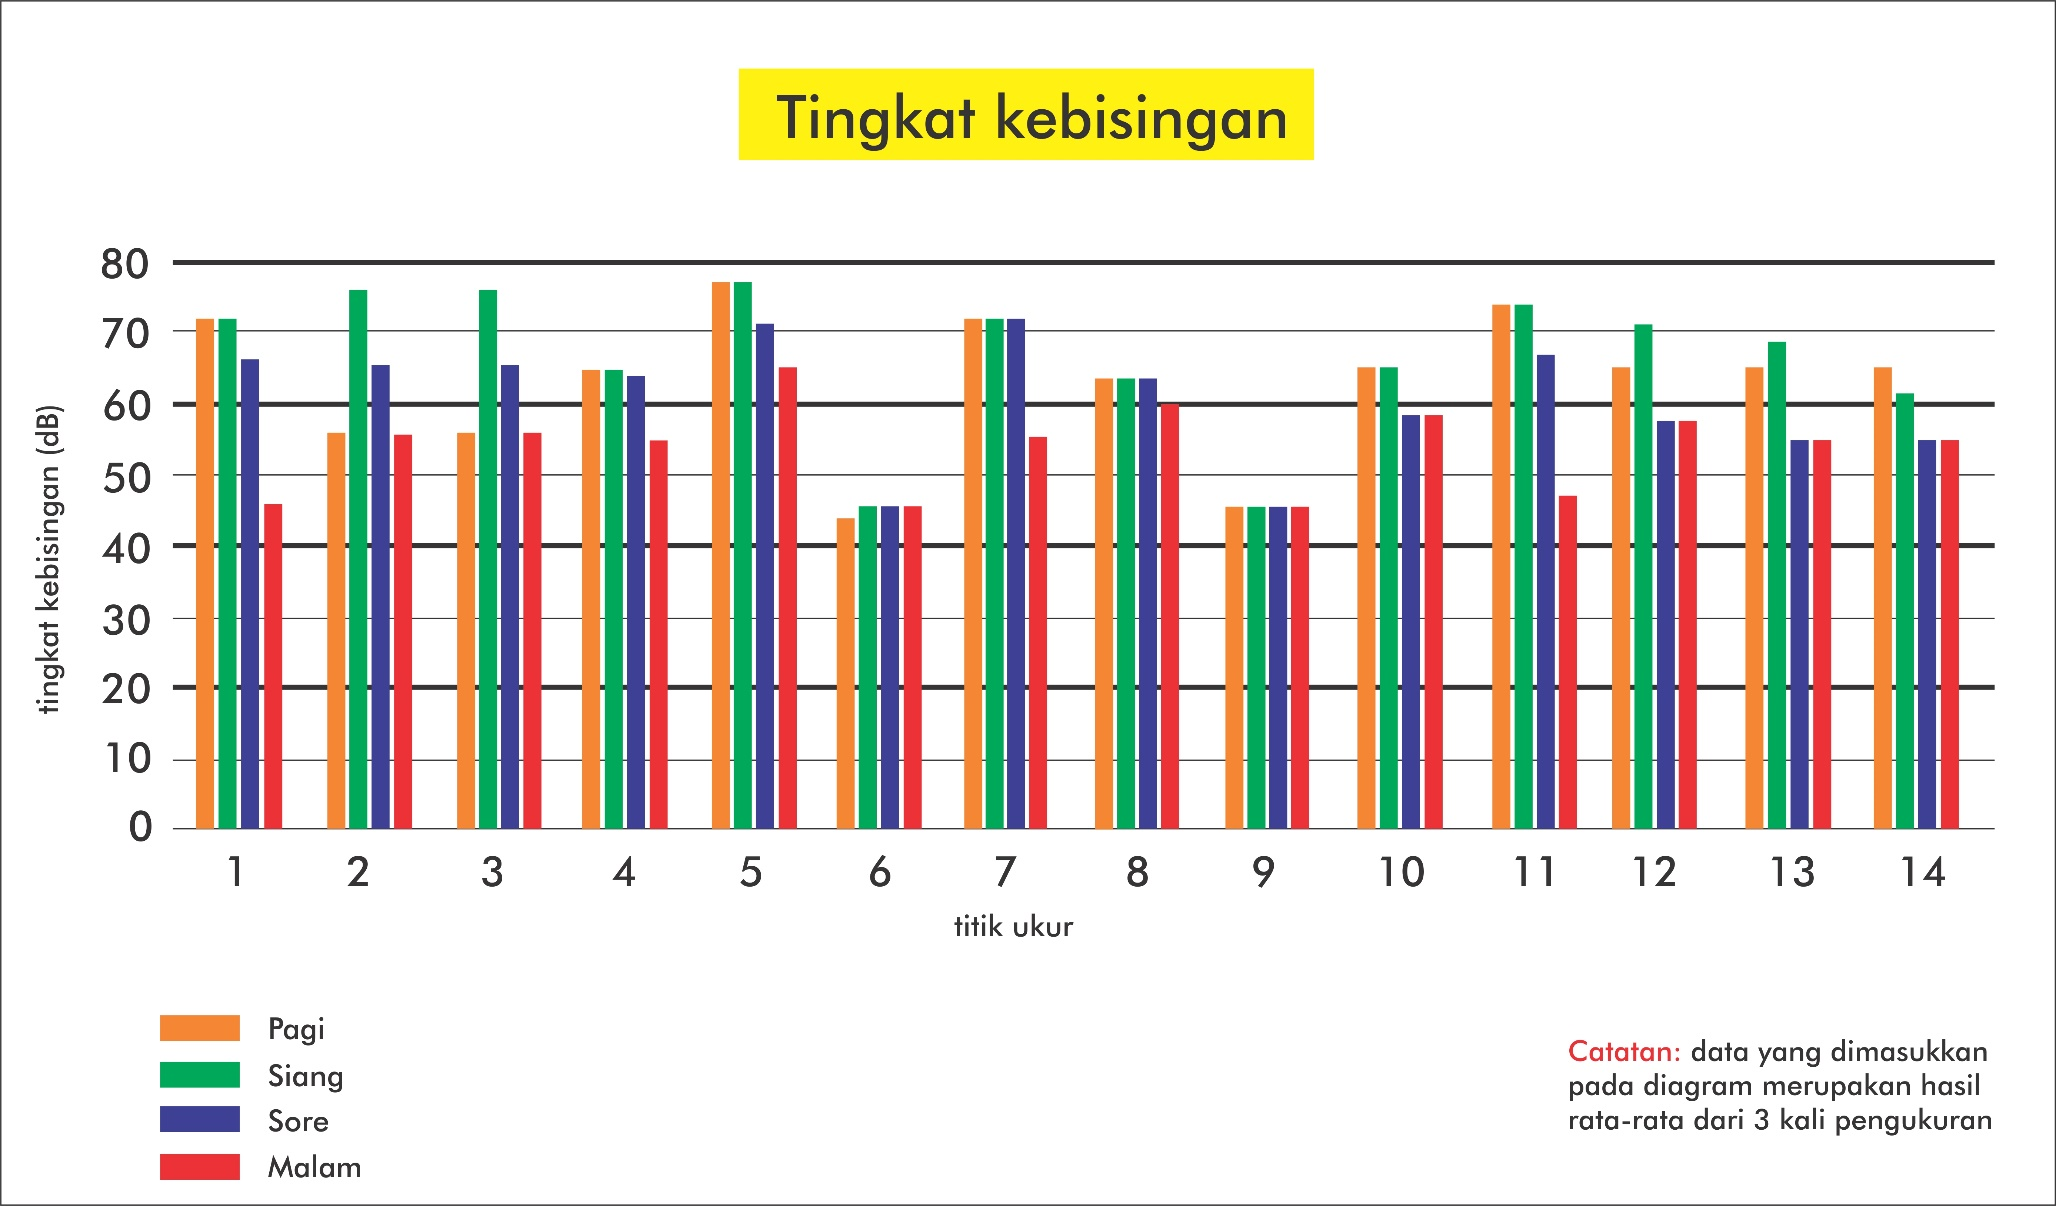 Tingkat kebisingan
80
70
60
50
40
30
20
10
0
tingkat kebisingan (dB)
1 2 3 4 5 6 7 8 9 10 11 12 13 14
titik ukur
Pagi
Siang
Sore
Malam
Catatan: data yang dimasukkan
pada diagram merupakan hasil
rata-rata dari 3 kali pengukuran